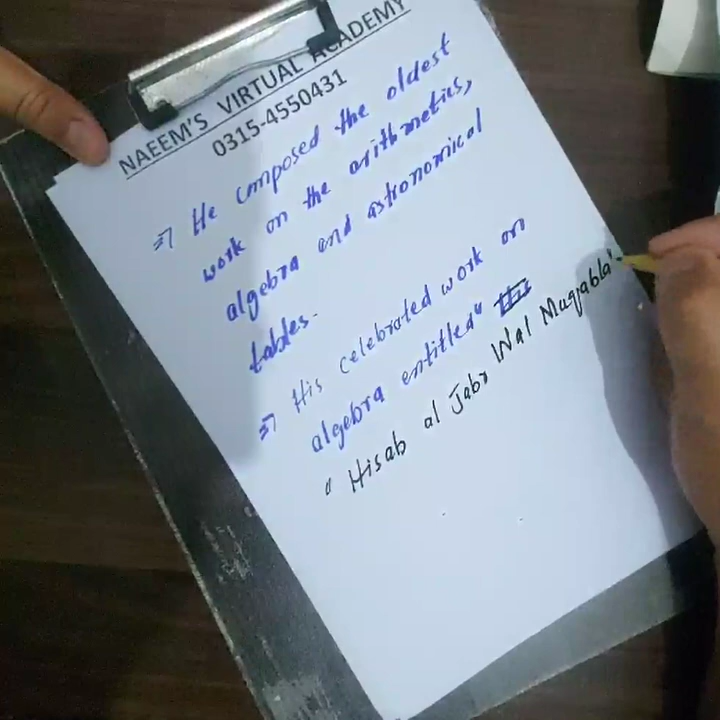 NAEEM'S VIRTUAL ACADEMY
0315-4550431
⇒ He composed the oldest
work on the arithmetics,
algebra and astronomical
tables.
⇒ His celebrated work on
algebra entitled"
" Hisab al Jabr Wal Muqabla".